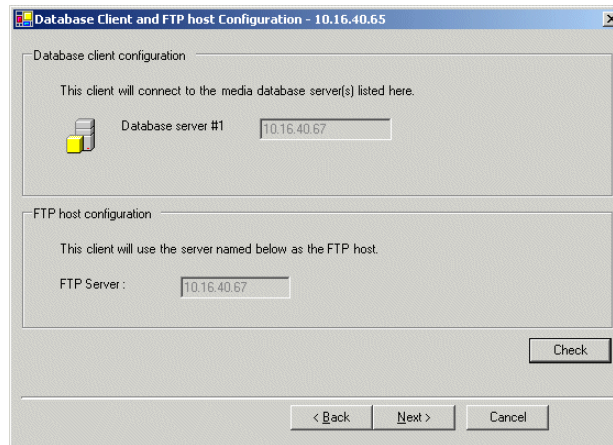 Database Client and FTP host Configuration - 10.16.40.65
Database client configuration
This client will connect to the media database server(s) listed here.
Database server #1 10.16.40.67
FTP host configuration
This client will use the server named below as the FTP host.
FTP Server : 10.16.40.67
Check
< Back Next > Cancel